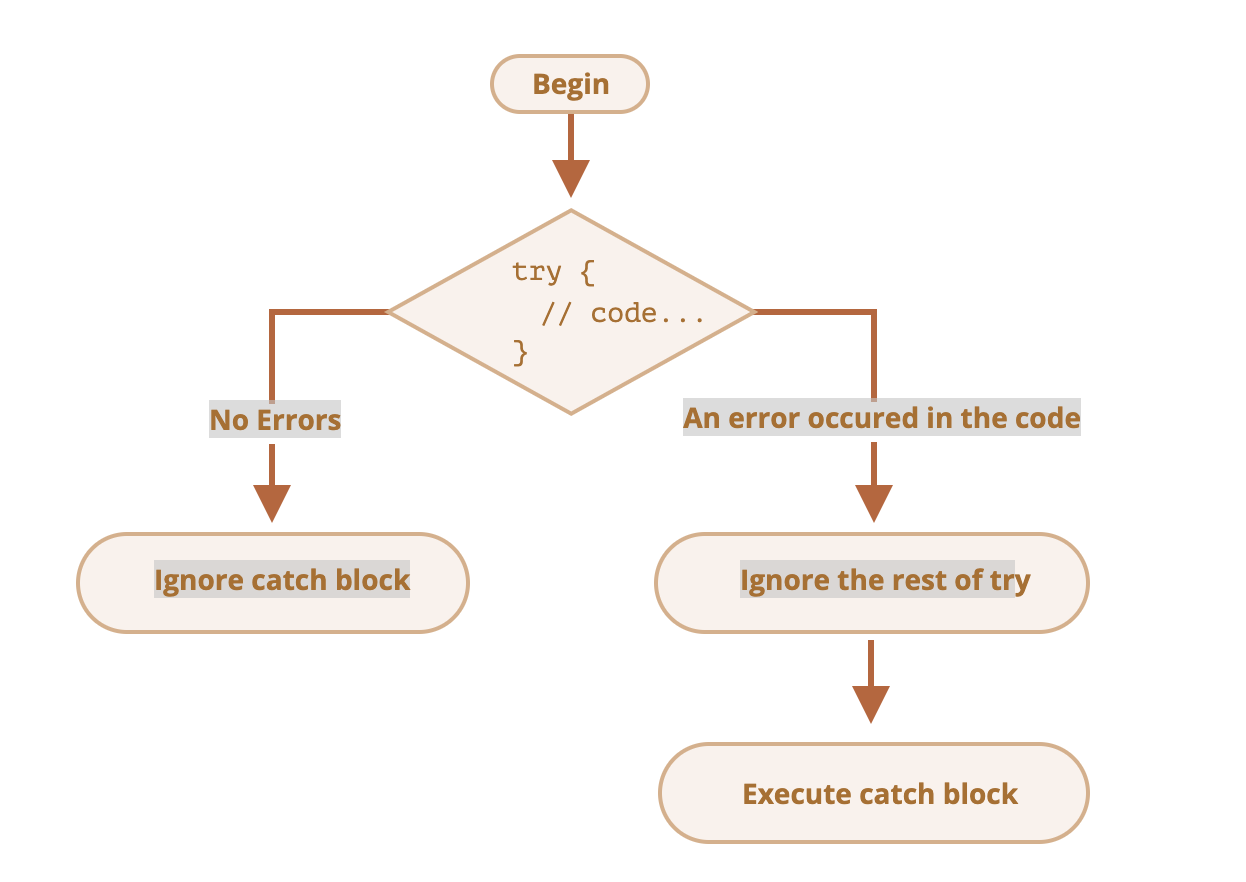 Begin
try {
// code...
}
No Errors
An error occured in the code
Ignore catch block
Ignore the rest of try
Execute catch block